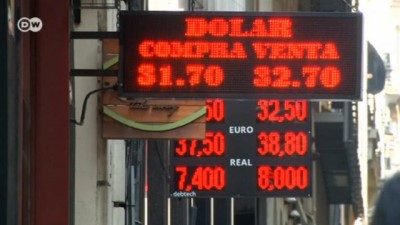 DW
DOLAR
COMPRA VENTA
31.70 32.70
50 32,50
EURO
37,50 38,80
REAL
7,400 8,000
debtech